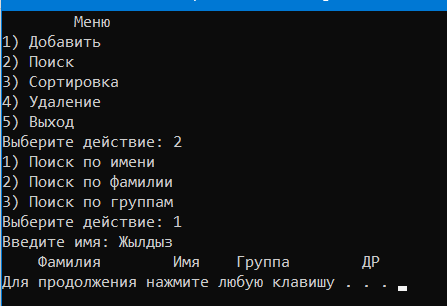 Меню
1) Добавить
2) Поиск
3) Сортировка
4) Удаление
5) Выход
Выберите действие: 2
1) Поиск по имени
2) Поиск по фамилии
3) Поиск по группам
Выберите действие: 1
Введите имя: Жылдыз
Фамилия Имя Группа ДР
Для продолжения нажмите любую клавишу . . .